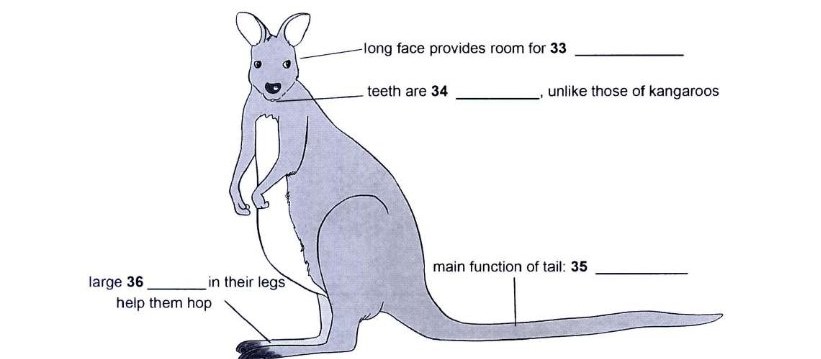 long face provides room for 33 ____________
teeth are 34 _________, unlike those of kangaroos
main function of tail: 35 __________
large 36 _______ in their legs
help them hop